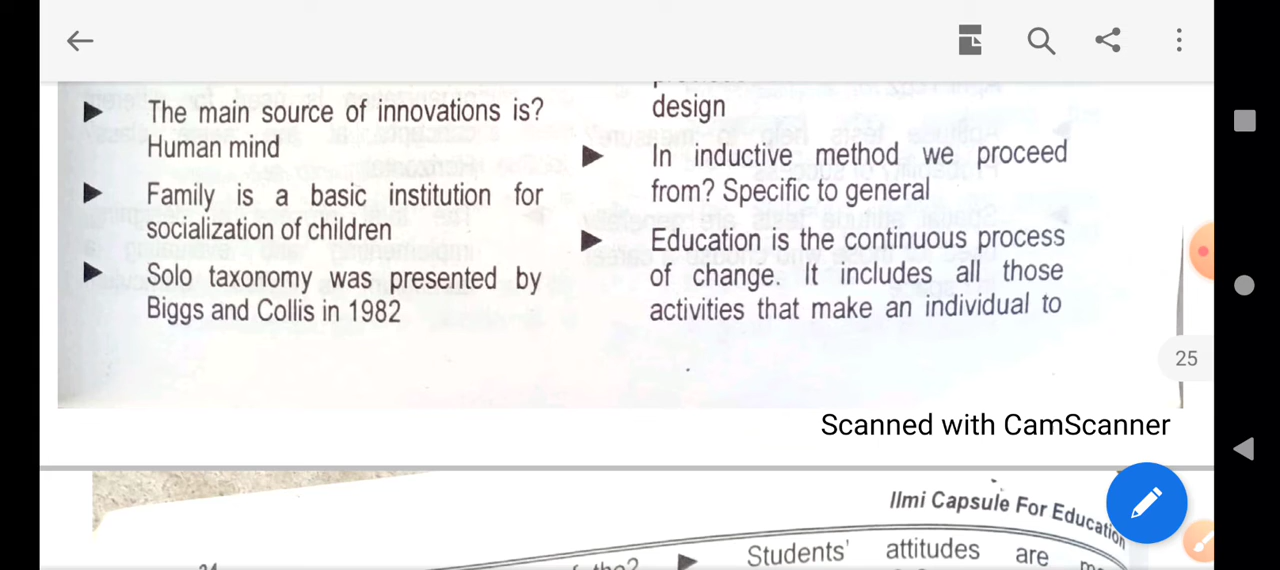 The main source of innovations is?
Human mind
Family is a basic institution for
socialization of children
Solo taxonomy was presented by
Biggs and Collis in 1982
design
In inductive method we proceed
from? Specific to general
Education is the continuous process
of change. It includes all those
activities that make an individual to
25
Scanned with CamScanner
Ilmi Capsule For Education
Students' attitudes are